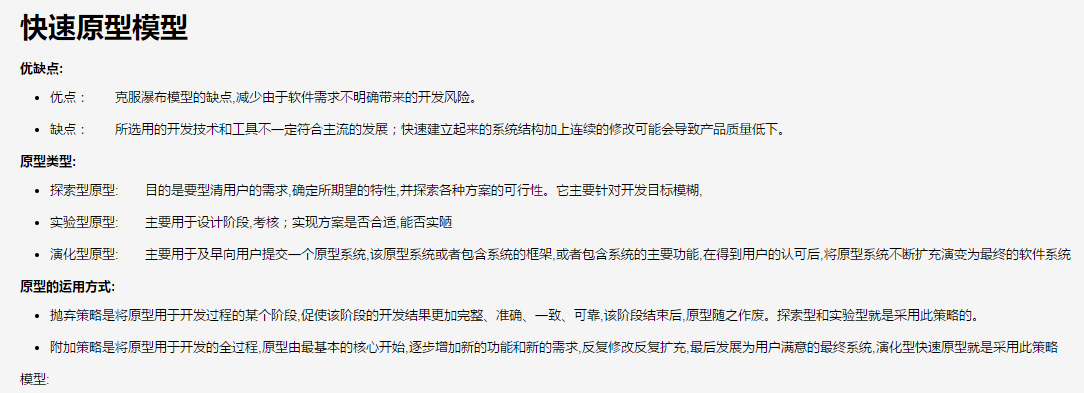 快速原型模型
优缺点:
• 优点： 克服瀑布模型的缺点,减少由于软件需求不明确带来的开发风险。
• 缺点： 所选用的开发技术和工具不一定符合主流的发展；快速建立起来的系统结构加上连续的修改可能会导致产品质量低下。
原型类型:
• 探索型原型: 目的是要型清用户的需求,确定所期望的特性,并探索各种方案的可行性。它主要针对开发目标模糊,
• 实验型原型: 主要用于设计阶段,考核；实现方案是否合适,能否实陋
• 演化型原型: 主要用于及早向用户提交一个原型系统,该原型系统或者包含系统的框架,或者包含系统的主要功能,在得到用户的认可后,将原型系统不断扩充演变为最终的软件系统
原型的运用方式:
• 抛弃策略是将原型用于开发过程的某个阶段,促使该阶段的开发结果更加完整、准确、一致、可靠,该阶段结束后,原型随之作废。探索型和实验型就是采用此策略的。
• 附加策略是将原型用于开发的全过程,原型由最基本的核心开始,逐步增加新的功能和新的需求,反复修改反复扩充,最后发展为用户满意的最终系统,演化型快速原型就是采用此策略
模型: